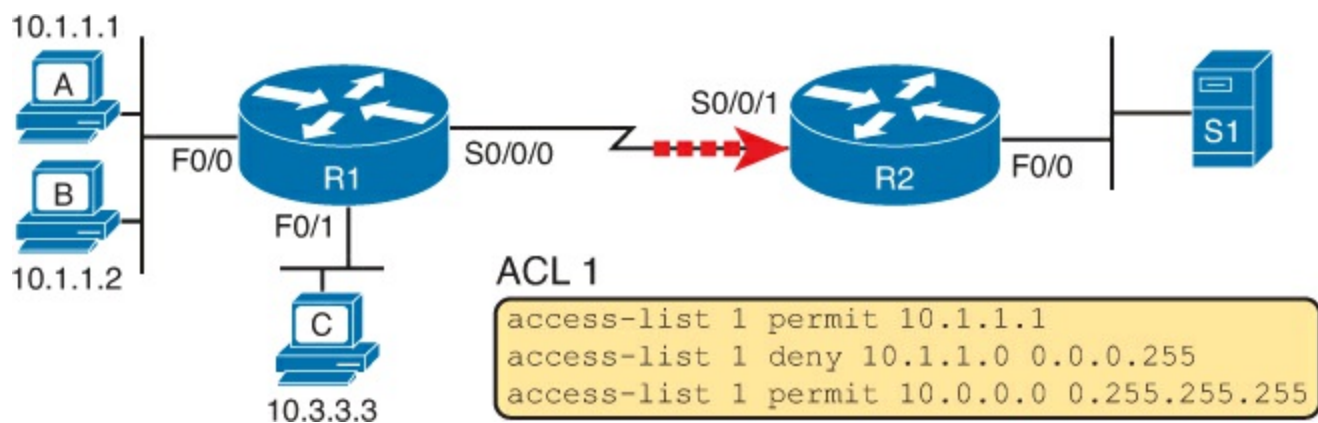 10.1.1.1
A
B
10.1.1.2
F0/0
R1
S0/0/0
F0/1
C
10.3.3.3
S0/0/1
R2
F0/0
S1
ACL 1
access-list 1 permit 10.1.1.1
access-list 1 deny 10.1.1.0 0.0.0.255
access-list 1 permit 10.0.0.0 0.255.255.255